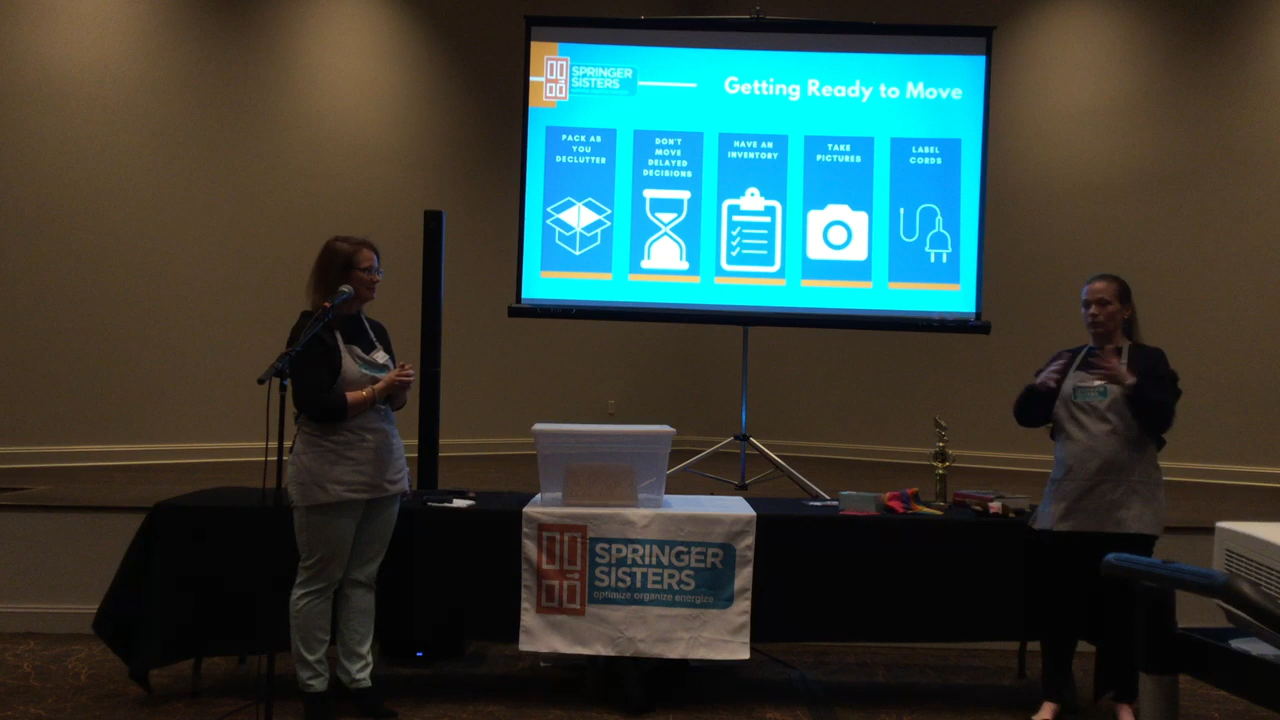 SPRINGER
SISTERS
Getting Ready to Move
PACK AS
YOU
DECLUTTER
DON'T
MOVE
DELAYED
DECISIONS
HAVE AN
INVENTORY
TAKE
PICTURES
LABEL
CORDS
SPRINGER
SISTERS
optimize organize energize